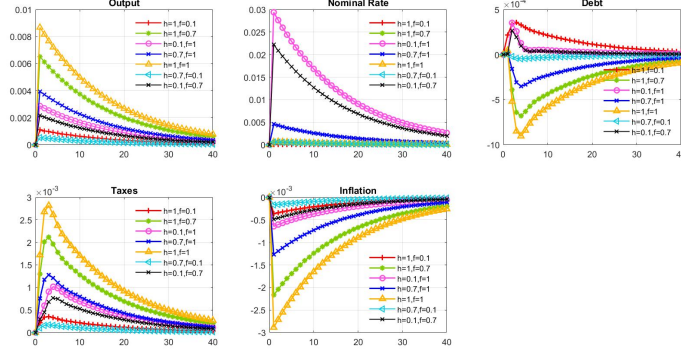 Output
0.01
0.008
0.006
0.004
0.002
0
0 10 20 30 40
h=1,f=0.1
h=1,f=0.7
h=0.1,f=1
h=0.7,f=1
h=1,f=1
h=0.7,f=0.1
h=0.1,f=0.7
Nominal Rate
0.03
0.025
0.02
0.015
0.01
0.005
0
0 10 20 30 40
h=1,f=0.1
h=1,f=0.7
h=0.1,f=1
h=0.7,f=1
h=1,f=1
h=0.7,f=0.1
h=0.1,f=0.7
Debt
×10-4
5
0
-5
-10
0 20 40
h=1,f=0.1
h=1,f=0.7
h=0.1,f=1
h=0.7,f=1
h=1,f=1
h=0.7,f=0.1
h=0.1,f=0.7
Taxes
×10-3
3
2.5
2
1.5
1
0.5
0
0 10 20 30 40
h=1,f=0.1
h=1,f=0.7
h=0.1,f=1
h=0.7,f=1
h=1,f=1
h=0.7,f=0.1
h=0.1,f=0.7
Inflation
×10-3
0
-0.5
-1
-1.5
-2
-2.5
-3
0 10 20 30 40
h=1,f=0.1
h=1,f=0.7
h=0.1,f=1
h=0.7,f=1
h=1,f=1
h=0.7,f=0.1
h=0.1,f=0.7